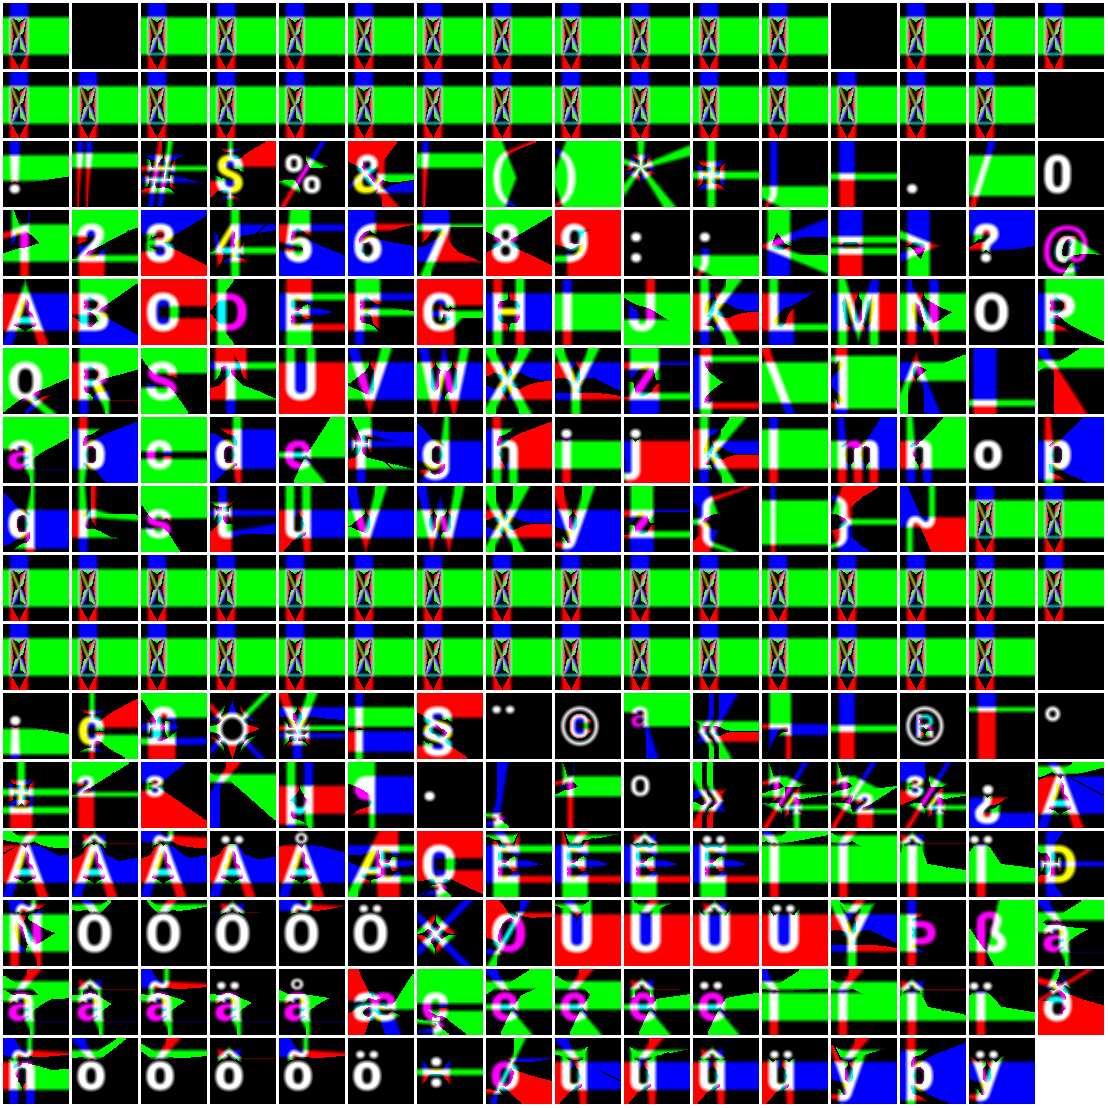 ! " # $ % & ' ( ) * + , - . / 0
1 2 3 4 5 6 7 8 9 : ; < = > ? @
A B C D E F G H I J K L M N O P
Q R S T U V W X Y Z [ \ ] ^ _ `
a b c d e f g h i j k l m n o p
q r s t u v w x y z { | } ~
¡ ¢ £ ¤ ¥ ¦ § ¨ © ª « ¬ - ® ¯ °
± ² ³ ´ µ ¶ · ¸ ¹ º » ¼ ½ ¾ ¿ À
Á Â Ã Ä Å Æ Ç È É Ê Ë Ì Í Î Ï Ð
Ñ Ò Ó Ô Õ Ö × Ø Ù Ú Û Ü Ý Þ ß à
á â ã ä å æ ç è é ê ë ì í î ï ð
ñ ò ó ô õ ö ÷ ø ù ú û ü ý þ ÿ